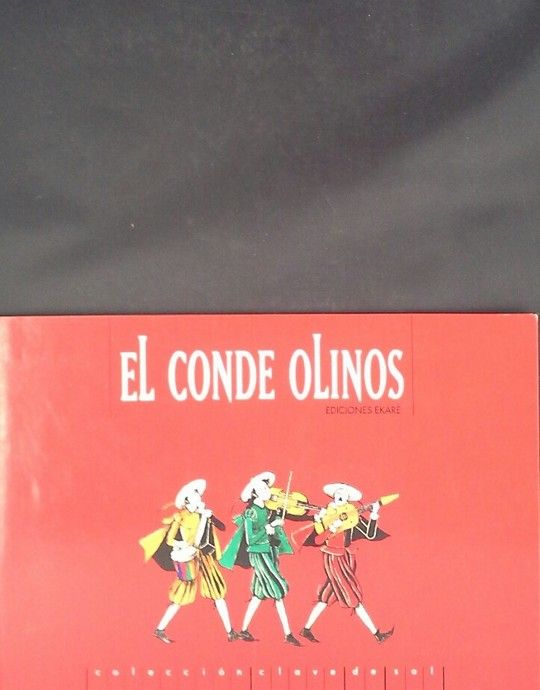 EL CONDE OLINOS
EDICIONES EKARÉ
colección clave de sol